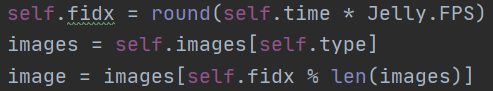 self.fidx = round(self.time * Jelly.FPS)
images = self.images[self.type]
image = images[self.fidx % len(images)]